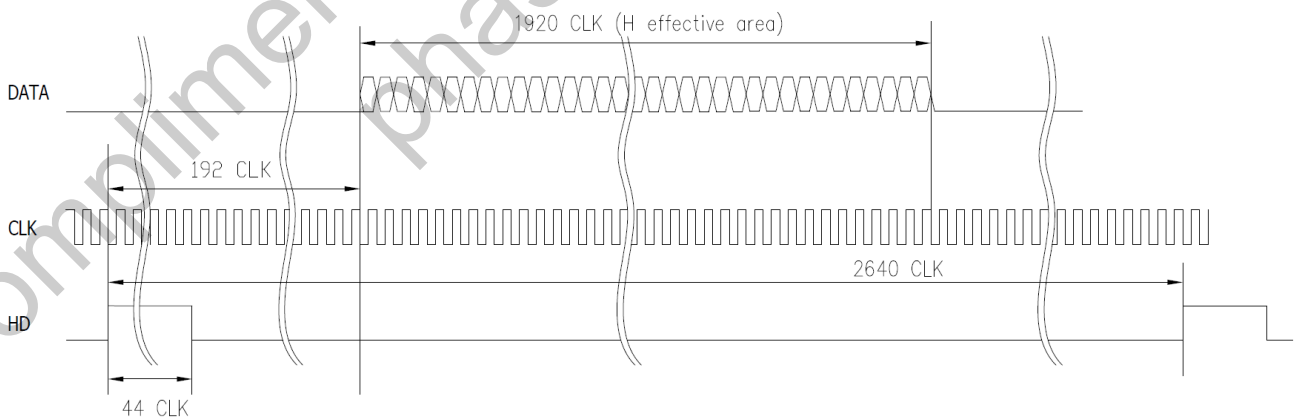 1920 CLK (H effective area)
DATA
192 CLK
CLK
2640 CLK
HD
44 CLK